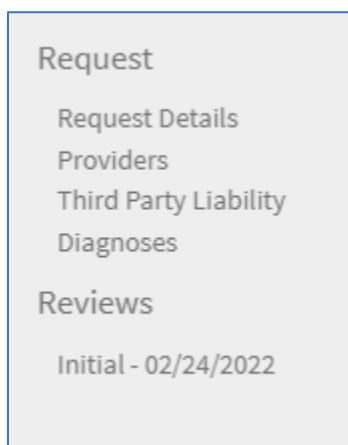 Request
Request Details
Providers
Third Party Liability
Diagnoses
Reviews
Initial - 02/24/2022